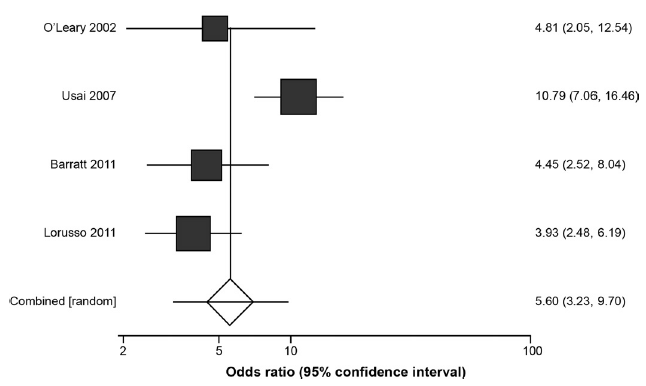 O'Leary 2002 4.81 (2.05, 12.54)
Usai 2007 10.79 (7.06, 16.46)
Barratt 2011 4.45 (2.52, 8.04)
Lorusso 2011 3.93 (2.48, 6.19)
Combined [random] 5.60 (3.23, 9.70)
2 5 10 100
Odds ratio (95% confidence interval)